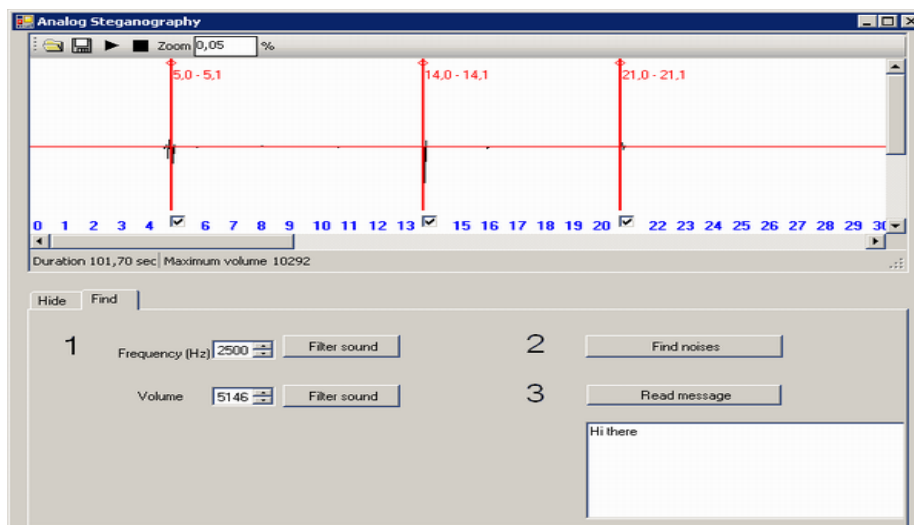 Analog Steganography
Zoom 0,05 %
5,0 - 5,1 14,0 - 14,1 21,0 - 21,1
0 1 2 3 4 6 7 8 9 10 11 12 13 15 16 17 18 19 20 22 23 24 25 26 27 28 29
Duration 101,70 sec Maximum volume 10292
Hide Find
1 Frequency (Hz) 2500 Filter sound 2 Find noises
Volume 5146 Filter sound 3 Read message
Hi there